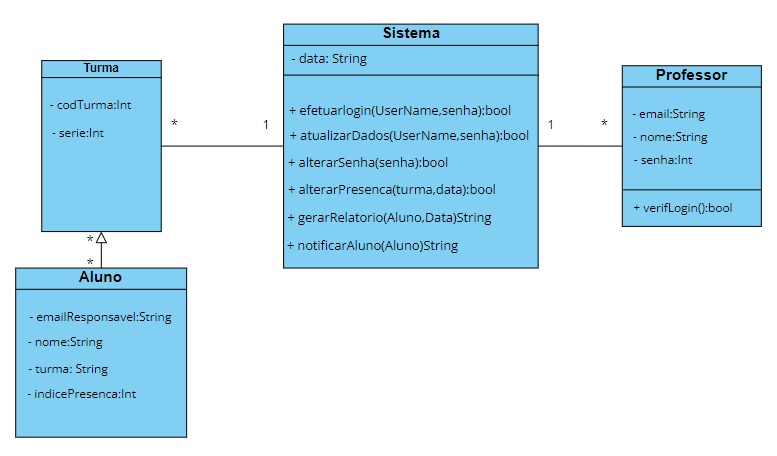 Turma
- codTurma:Int
- serie:Int
*
1
Sistema
- data: String
+ efetuarlogin(UserName,senha):bool
+ atualizarDados(UserName,senha):bool
+ alterarSenha(senha):bool
+ alterarPresenca(turma,data):bool
+ gerarRelatorio(Aluno,Data)String
+ notificarAluno(Aluno)String
1
*
Professor
- email:String
- nome:String
- senha:Int
+ verifLogin():bool
*
*
Aluno
- emailResponsavel:String
- nome:String
- turma: String
- indicePresenca:Int